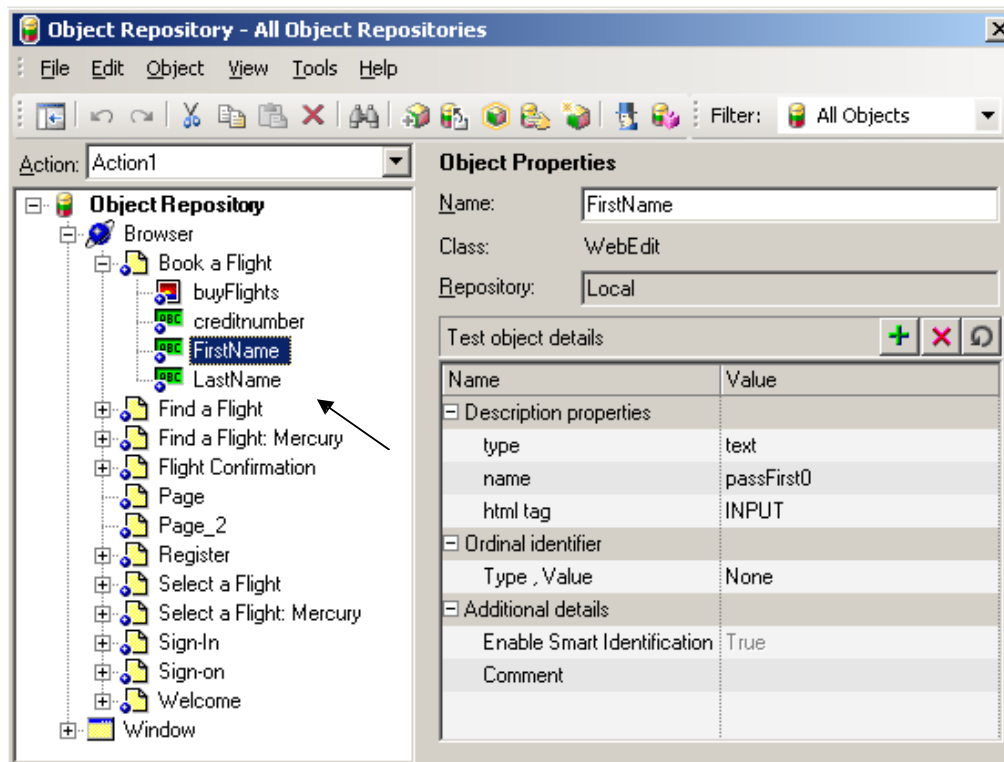 Object Repository - All Object Repositories
File Edit Object View Tools Help
Filter: All Objects
Action: Action1
Object Repository
Browser
Book a Flight
buyFlights
ABC creditnumber
ABC FirstName
ABC LastName
Find a Flight
Find a Flight: Mercury
Flight Confirmation
Page
Page_2
Register
Select a Flight
Select a Flight: Mercury
Sign-In
Sign-on
Welcome
Window
Object Properties
Name: FirstName
Class: WebEdit
Repository: Local
Test object details
Name Value
Description properties
type text
name passFirst0
html tag INPUT
Ordinal identifier
Type , Value None
Additional details
Enable Smart Identification True
Comment